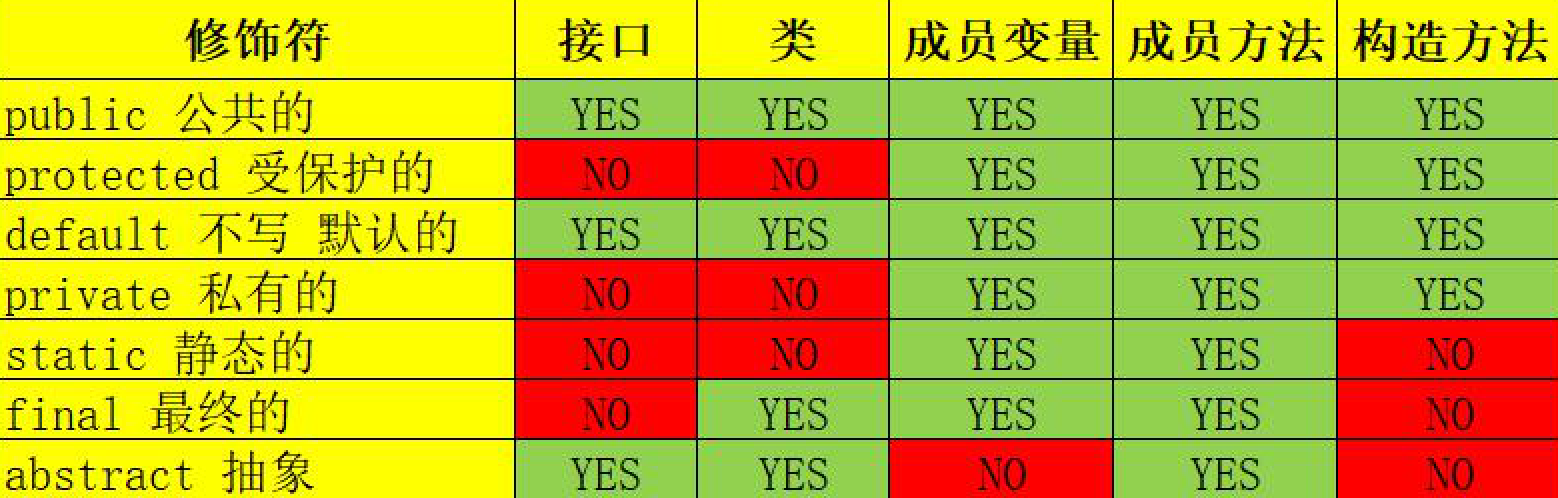 修饰符 接口 类 成员变量 成员方法 构造方法
public 公共的 YES YES YES YES YES
protected 受保护的 NO NO YES YES YES
default 不写 默认的 YES YES YES YES YES
private 私有的 NO NO YES YES YES
static 静态的 NO NO YES YES NO
final 最终的 NO YES YES YES NO
abstract 抽象 YES YES NO YES NO